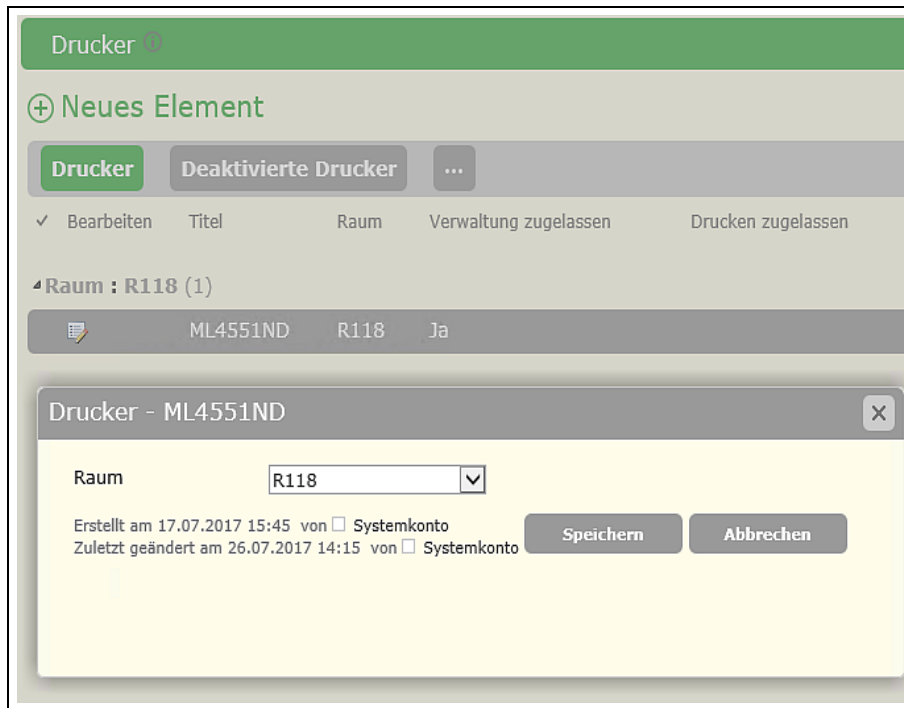 Drucker
Neues Element
Drucker Deaktivierte Drucker ...
Bearbeiten Titel Raum Verwaltung zugelassen Drucken zugelassen
Raum : R118 (1)
ML4551ND R118 Ja
Drucker - ML4551ND
Raum R118
Erstellt am 17.07.2017 15:45 von Systemkonto
Zuletzt geändert am 26.07.2017 14:15 von Systemkonto
Speichern Abbrechen